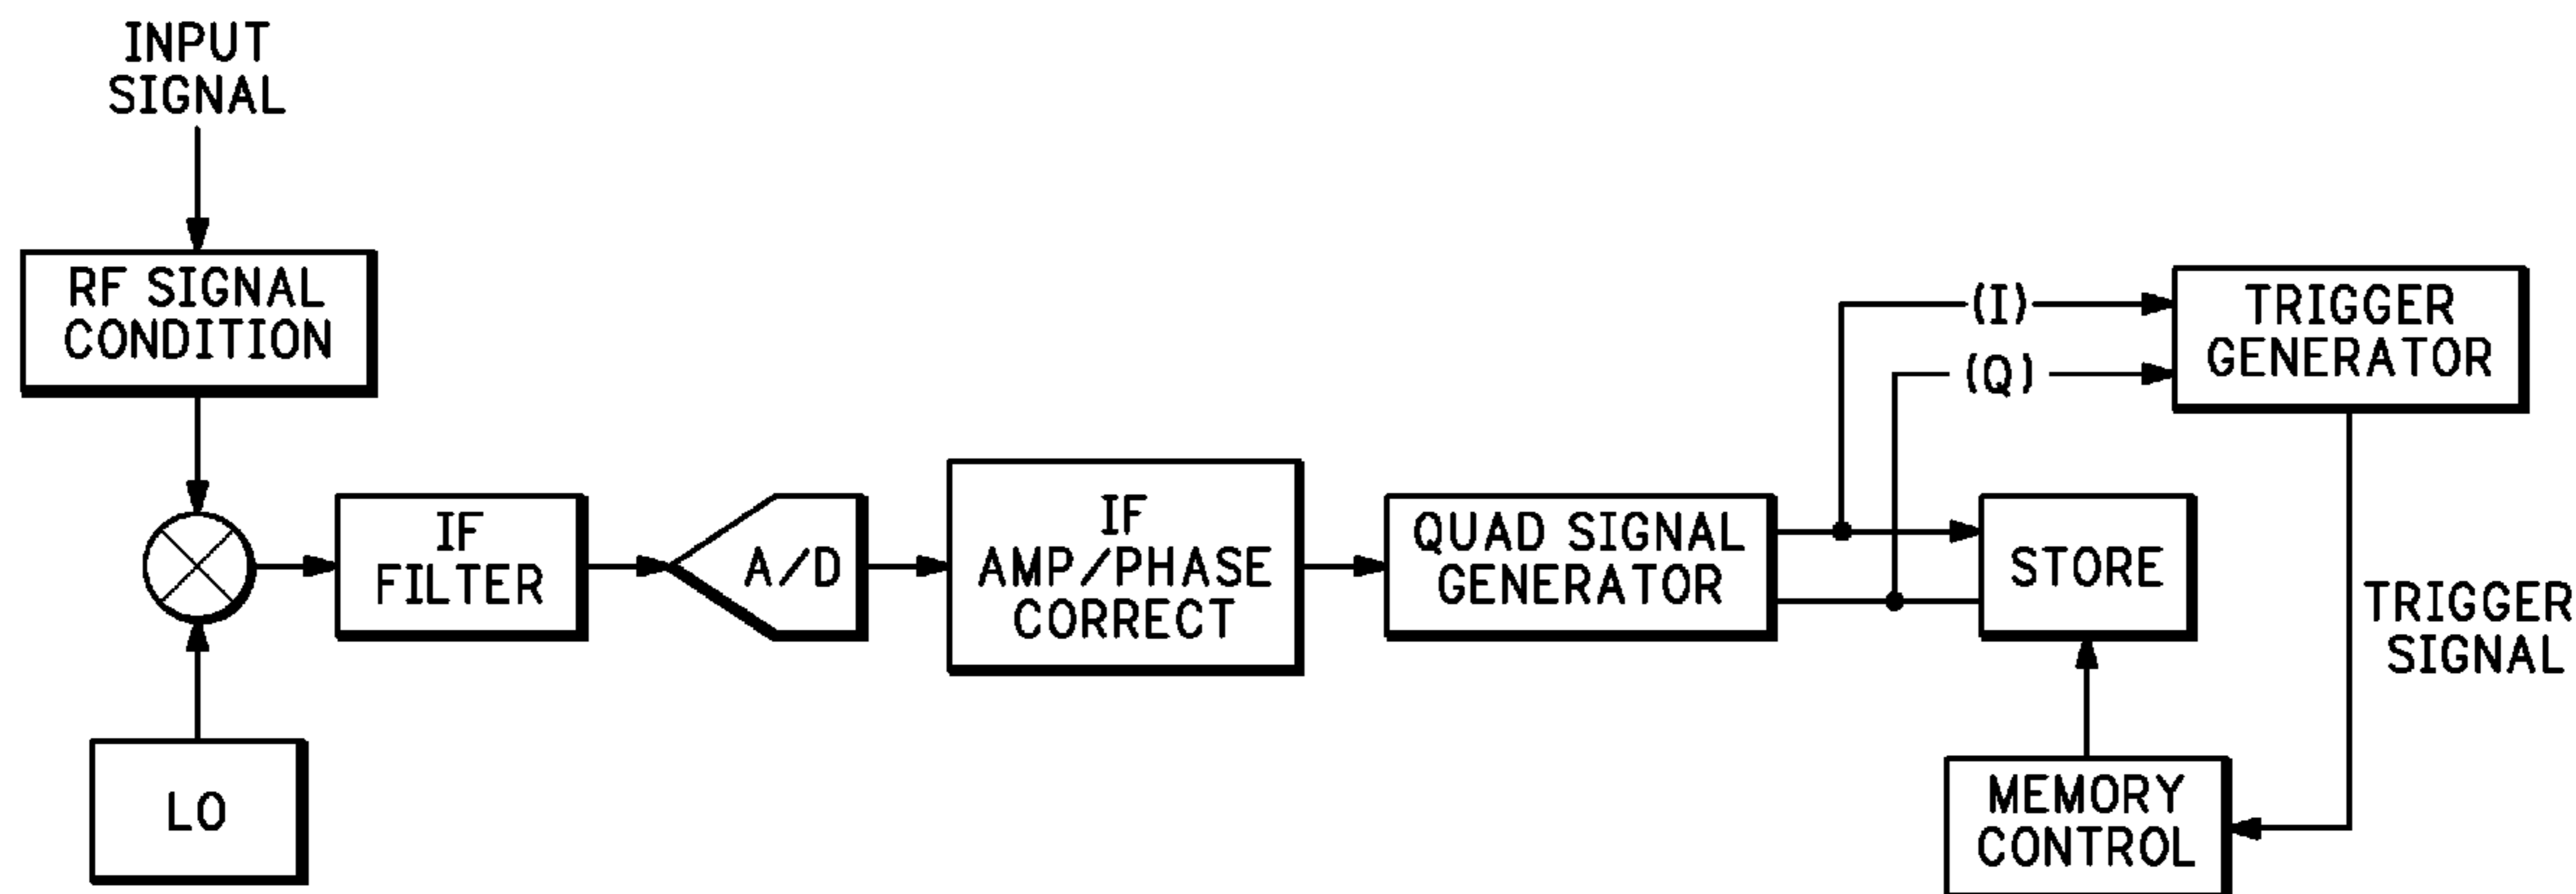 INPUT
SIGNAL
RF SIGNAL
CONDITION
LO
IF
FILTER
A/D
IF
AMP/PHASE
CORRECT
QUAD SIGNAL
GENERATOR
(I)
(Q)
TRIGGER
GENERATOR
STORE
TRIGGER
SIGNAL
MEMORY
CONTROL